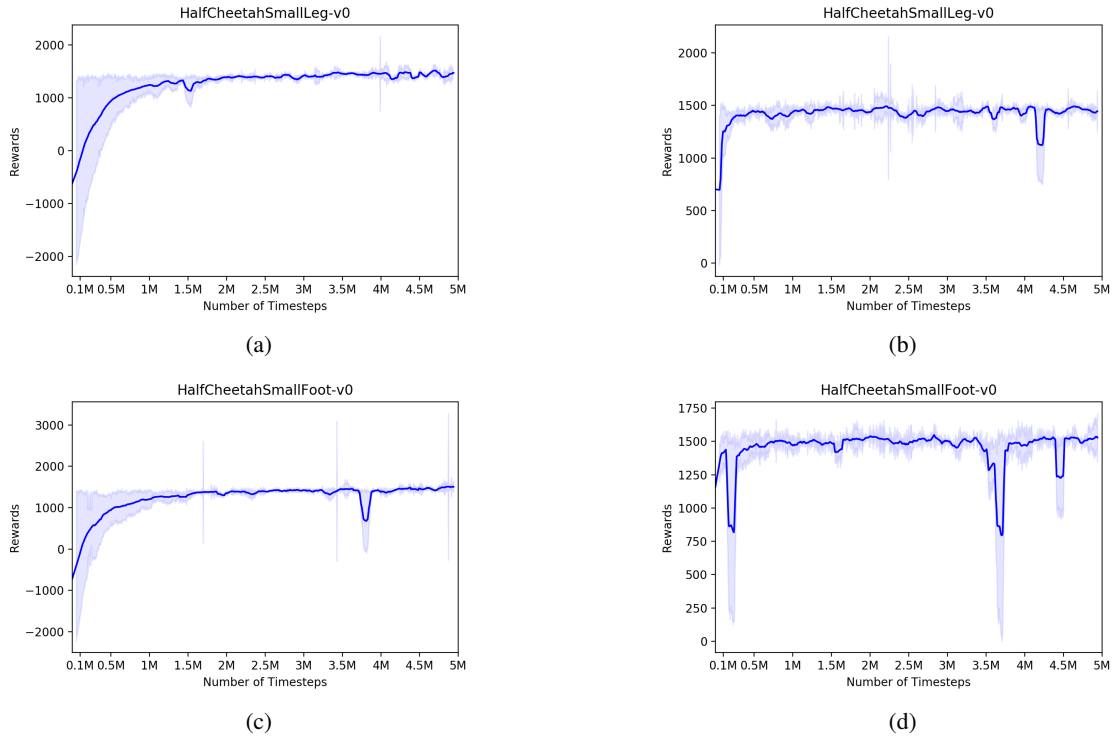 HalfCheetahSmallLeg-v0
2000
1000
0
−1000
−2000
Rewards
0.1M 0.5M 1M 1.5M 2M 2.5M 3M 3.5M 4M 4.5M 5M
Number of Timesteps
(a)
HalfCheetahSmallLeg-v0
2000
1500
1000
500
0
Rewards
0.1M 0.5M 1M 1.5M 2M 2.5M 3M 3.5M 4M 4.5M 5M
Number of Timesteps
(b)
HalfCheetahSmallFoot-v0
3000
2000
1000
0
−1000
−2000
Rewards
0.1M 0.5M 1M 1.5M 2M 2.5M 3M 3.5M 4M 4.5M 5M
Number of Timesteps
(c)
HalfCheetahSmallFoot-v0
1750
1500
1250
1000
750
500
250
0
Rewards
0.1M 0.5M 1M 1.5M 2M 2.5M 3M 3.5M 4M 4.5M 5M
Number of Timesteps
(d)